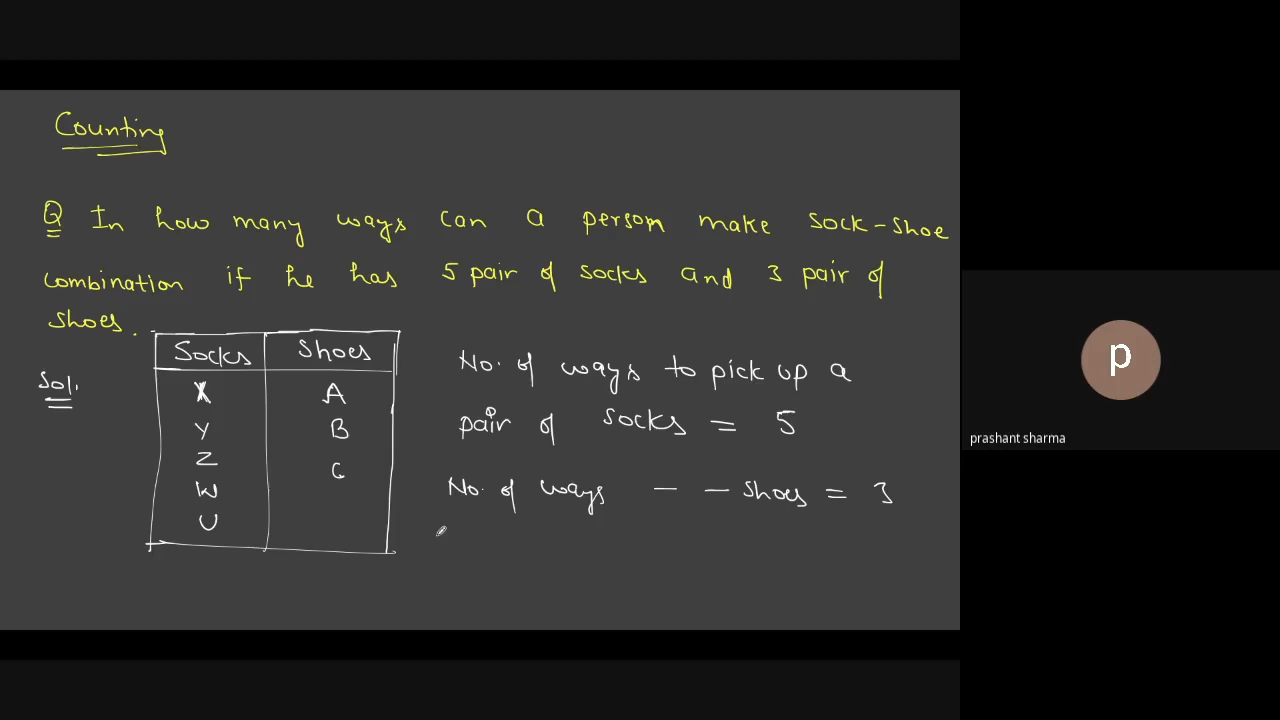 Counting
Q In how many ways can a person make sock-shoe
combination if he has 5 pair of socks and 3 pair of
shoes.
Sol.
Socks Shoes
X A
Y B
Z C
W
U
No. of ways to pick up a
pair of socks = 5
No. of ways - - shoes = 3
p
prashant sharma